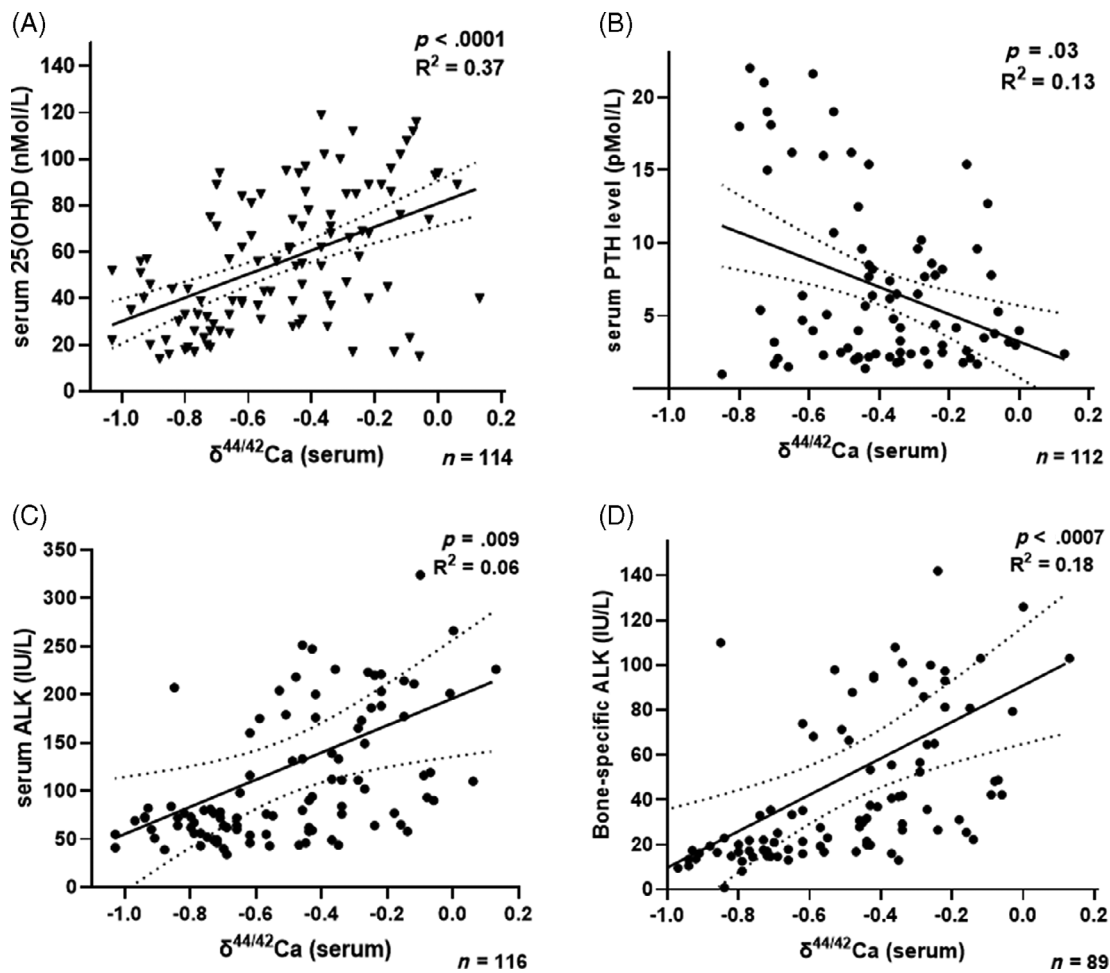 (A)
p < .0001
R² = 0.37
serum 25(OH)D (nMol/L)
140
120
100
80
60
40
20
0
-1.0 -0.8 -0.6 -0.4 -0.2 0.0 0.2
δ⁴⁴/⁴²Ca (serum)
n = 114
(B)
p = .03
R² = 0.13
serum PTH level (pMol/L)
20
15
10
5
-1.0 -0.8 -0.6 -0.4 -0.2 0.0 0.2
δ⁴⁴/⁴²Ca (serum)
n = 112
(C)
p = .009
R² = 0.06
serum ALK (IU/L)
350
300
250
200
150
100
50
0
-1.0 -0.8 -0.6 -0.4 -0.2 0.0 0.2
δ⁴⁴/⁴²Ca (serum)
n = 116
(D)
p < .0007
R² = 0.18
Bone-specific ALK (IU/L)
140
120
100
80
60
40
20
0
-1.0 -0.8 -0.6 -0.4 -0.2 0.0 0.2
δ⁴⁴/⁴²Ca (serum)
n = 89